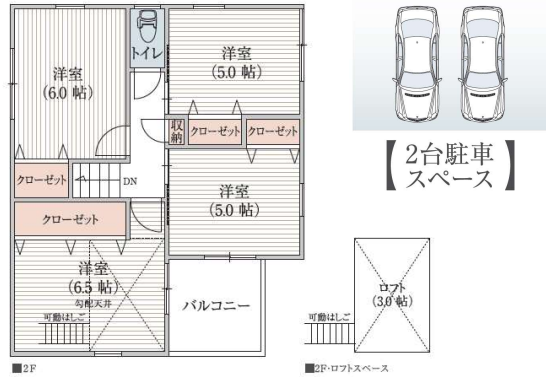 トイレ
洋室
(6.0 帖)
洋室
(5.0 帖)
収納
クローゼット
クローゼット
クローゼット
DN
クローゼット
洋室
(5.0 帖)
洋室
(6.5 帖)
勾配天井
可動はしご
バルコニー
■2F
【2台駐車
スペース】
ロフト
(3.0 帖)
可動はしご
■2F・ロフトスペース